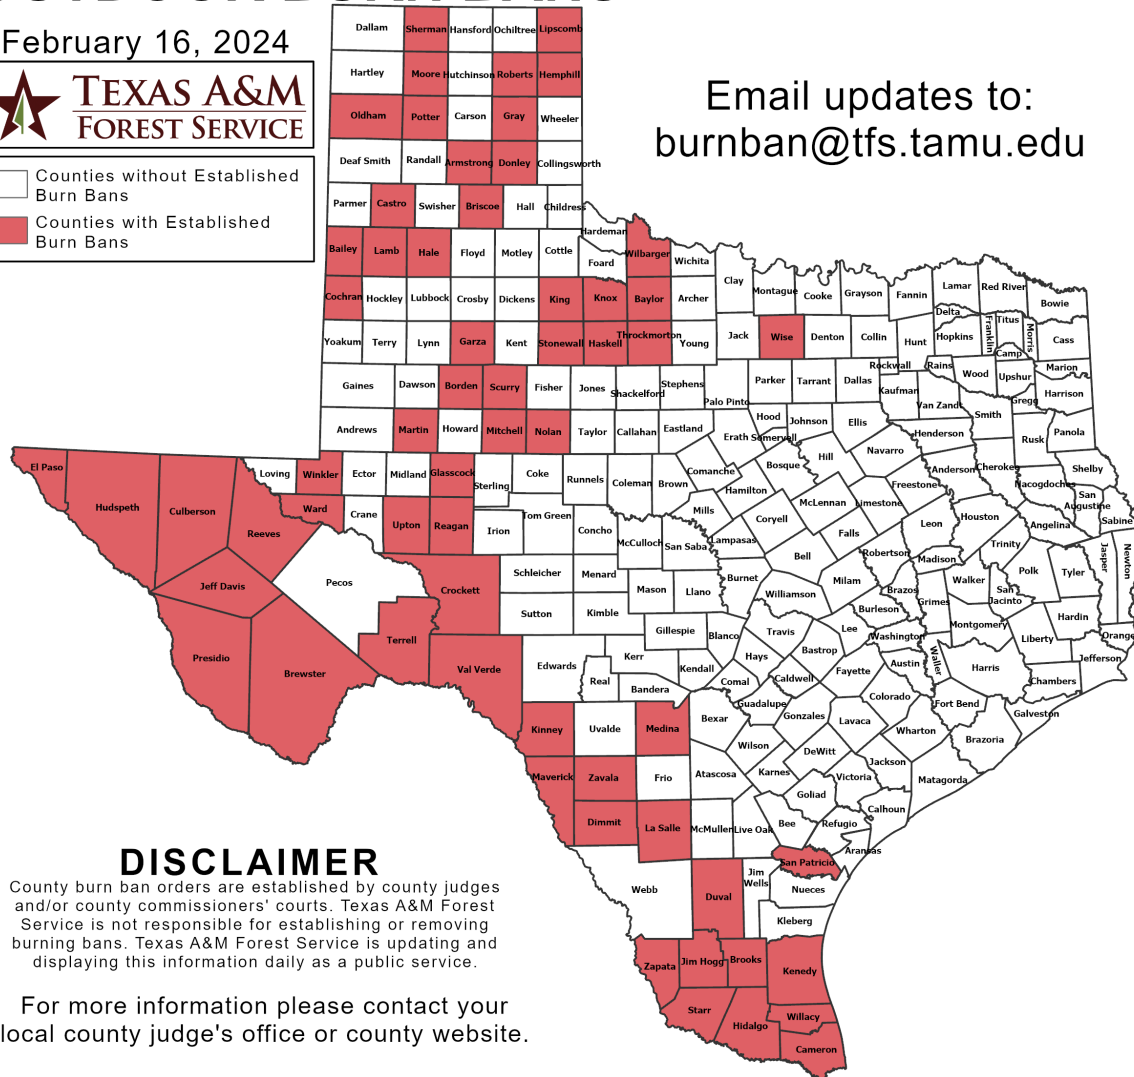 February 16, 2024
TEXAS A&M
FOREST SERVICE
Counties without Established
Burn Bans
Counties with Established
Burn Bans
Email updates to:
burnban@tfs.tamu.edu
Dallam Sherman Hansford Ochiltree Lipscomb
Hartley Moore Hutchinson Roberts Hemphill
Oldham Potter Carson Gray Wheeler
Deaf Smith Randall Armstrong Donley Collingsworth
Parmer Castro Swisher Briscoe Hall Childress
Hardeman
Bailey Lamb Hale Floyd Motley Cottle Foard Wilbarger Wichita
Clay Montague Cooke Grayson Fannin Lamar Red River Bowie
Cochran Hockley Lubbock Crosby Dickens King Knox Baylor Archer
Delta Franklin Titus Morris Cass
Yoakum Terry Lynn Garza Kent Stonewall Haskell Throckmorton Young Jack Wise Denton Collin Hunt Hopkins
Camp
Rockwall Rains Wood Upshur Marion
Gaines Dawson Borden Scurry Fisher Jones Shackelford Stephens Palo Pinto Parker Tarrant Dallas Kaufman Van Zandt Smith Gregg Harrison
Andrews Martin Howard Mitchell Nolan Taylor Callahan Eastland Erath Hood Somervell Johnson Ellis Henderson Rusk Panola
El Paso Hudspeth Culberson Reeves Loving Winkler Ector Midland Glasscock Sterling Coke Runnels Coleman Brown Comanche Bosque Hill Navarro Anderson Cherokee Nacogdoches Shelby
Hamilton McLennan Limestone Freestone San
Augustine Sabine
Ward Crane Upton Reagan Irion Tom Green Concho McCulloch San Saba Mills Lampasas Coryell Falls Leon Houston Angelina
Jeff Davis Pecos Crockett Schleicher Menard Mason Llano Burnet Bell Milam Robertson Madison Trinity Polk Tyler Jasper Newton
Williamson Brazos Grimes Walker San
Jacinto
Sutton Kimble Burleson Montgomery Hardin
Presidio Brewster Terrell Val Verde Edwards Gillespie Blanco Travis Lee Washington Liberty Orange
Kerr Kendall Hays Bastrop Fayette Austin Waller Harris Jefferson
Real Bandera Comal Caldwell Colorado Fort Bend Chambers
Guadalupe Gonzales Lavaca Wharton Brazoria Galveston
Kinney Uvalde Medina Bexar Wilson DeWitt Jackson Matagorda
Maverick Zavala Frio Atascosa Karnes Goliad Victoria Calhoun
Dimmit La Salle McMullen Live Oak Bee Refugio Aransas
San Patricio
Webb Duval Jim
Wells Nueces
Kleberg
Zapata Jim Hogg Brooks Kenedy
Starr Hidalgo Willacy
Cameron
DISCLAIMER
County burn ban orders are established by county judges
and/or county commissioners' courts. Texas A&M Forest
Service is not responsible for establishing or removing
burning bans. Texas A&M Forest Service is updating and
displaying this information daily as a public service.
For more information please contact your
local county judge's office or county website.